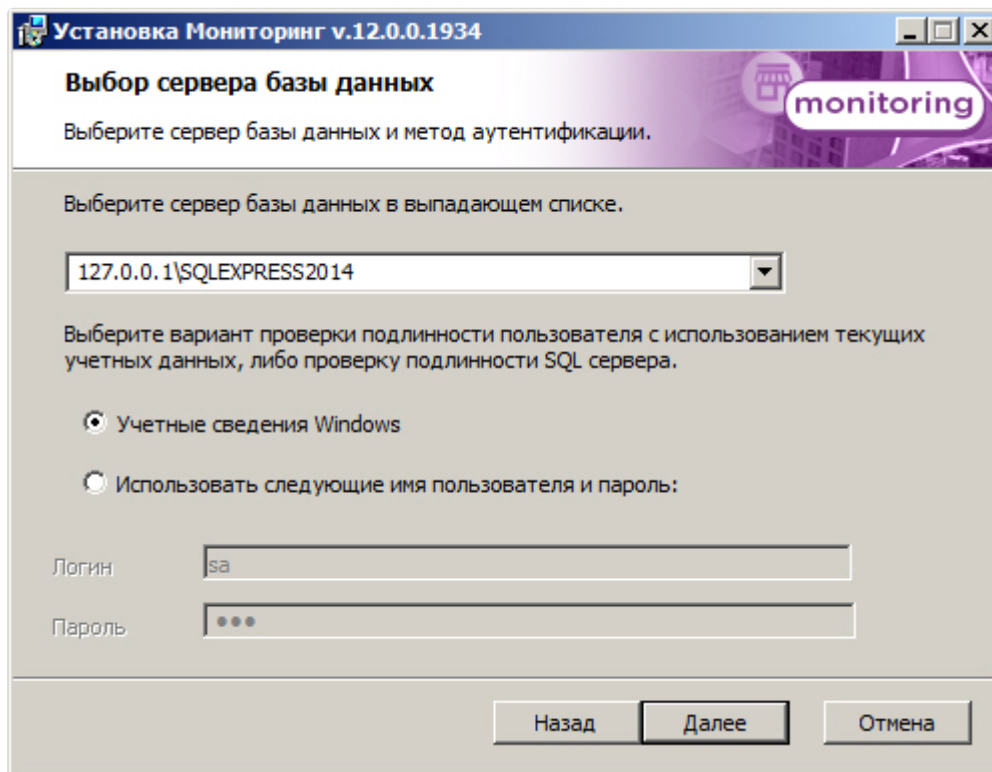 Установка Мониторинг v.12.0.0.1934
Выбор сервера базы данных
monitoring
Выберите сервер базы данных и метод аутентификации.
Выберите сервер базы данных в выпадающем списке.
127.0.0.1\SQLEXPRESS2014
Выберите вариант проверки подлинности пользователя с использованием текущих
учетных данных, либо проверку подлинности SQL сервера.
Учетные сведения Windows
Использовать следующие имя пользователя и пароль:
Логин
sa
Пароль
●●●
Назад
Далее
Отмена